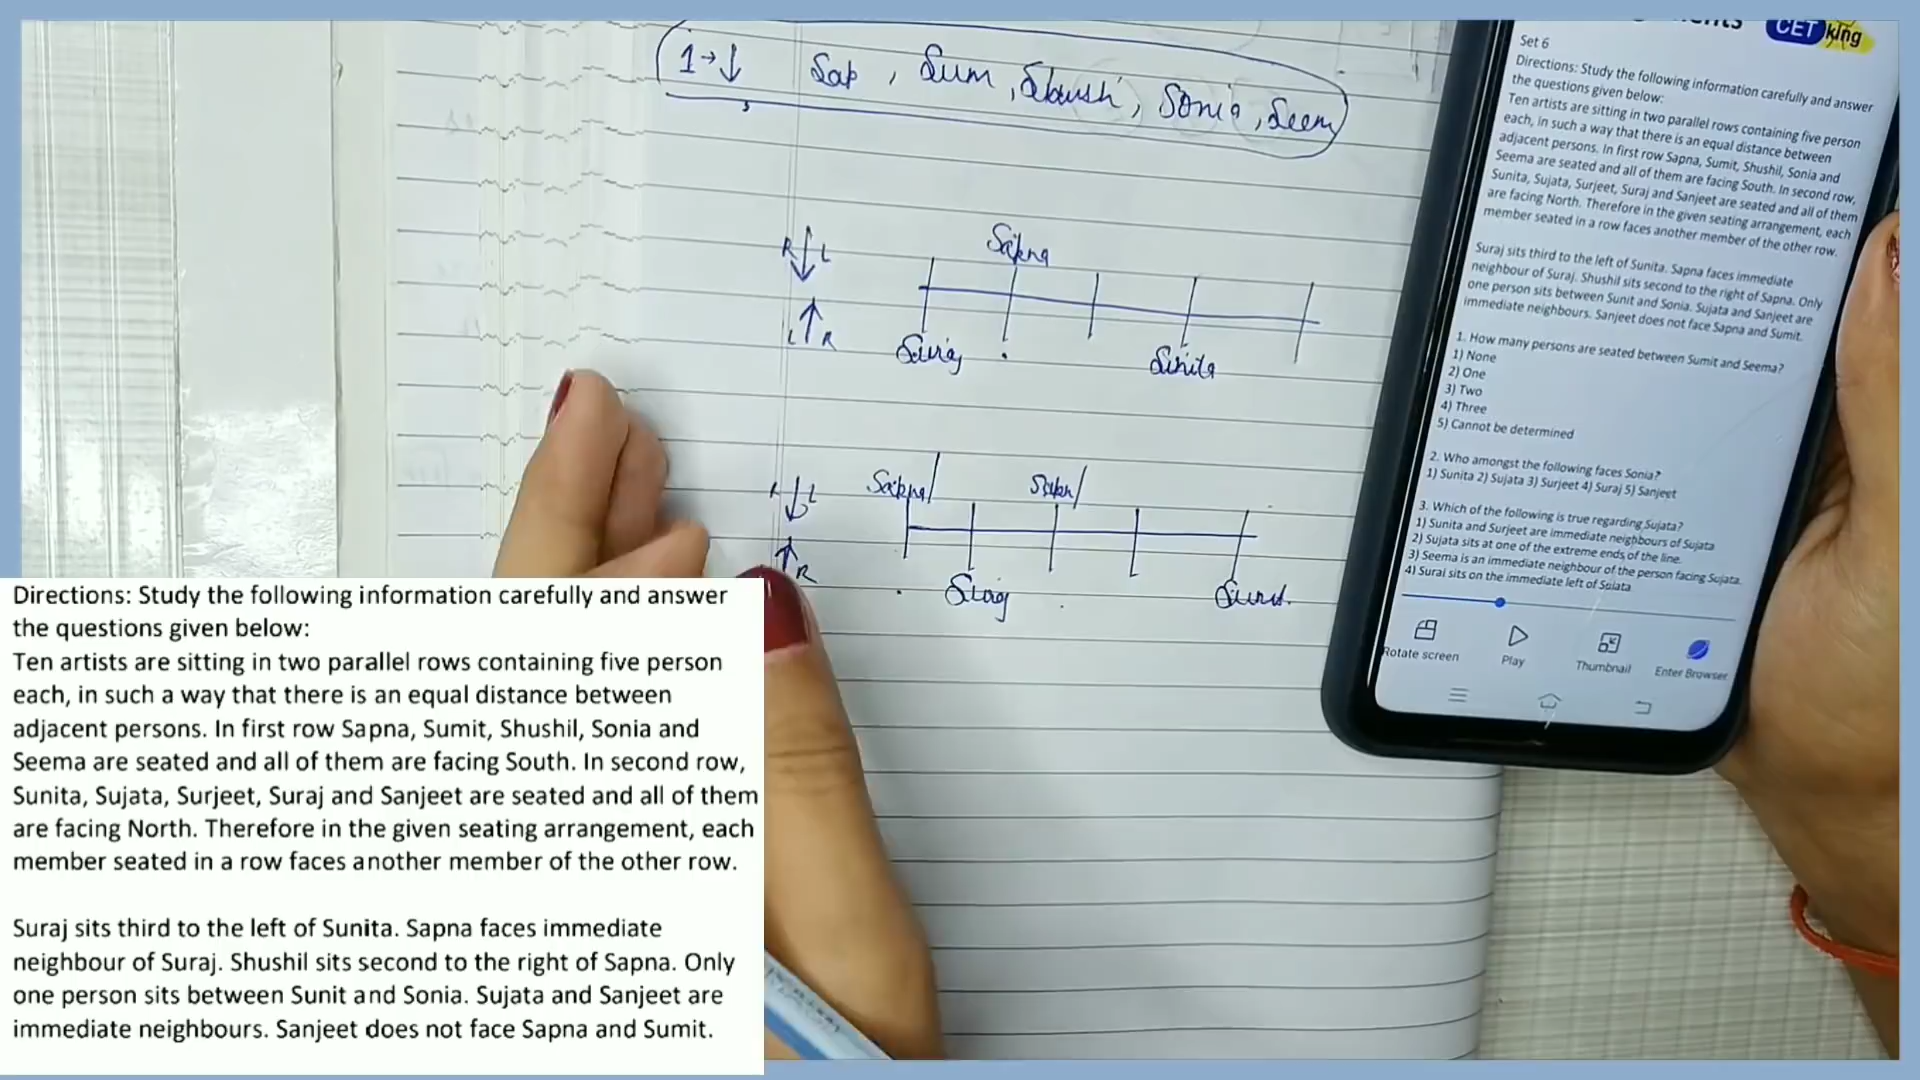 1→↓ Sap , Sum , Shush , Sonia , Seem
Sapna
R L
L R
Suraj
Sunita
Sapna/
L
R
Suraj
CET king
Set 6
Directions: Study the following information carefully and answer
the questions given below:
Ten artists are sitting in two parallel rows containing five person
each, in such a way that there is an equal distance between
adjacent persons. In first row Sapna, Sumit, Shushil, Sonia and
Seema are seated and all of them are facing South. In second row,
Sunita, Sujata, Surjeet, Suraj and Sanjeet are seated and all of them
are facing North. Therefore in the given seating arrangement, each
member seated in a row faces another member of the other row.
Suraj sits third to the left of Sunita. Sapna faces immediate
neighbour of Suraj. Shushil sits second to the right of Sapna. Only
one person sits between Sunit and Sonia. Sujata and Sanjeet are
immediate neighbours. Sanjeet does not face Sapna and Sumit.
1. How many persons are seated between Sumit and Seema?
1) None
2) One
3) Two
4) Three
5) Cannot be determined
2. Who amongst the following faces Sonia?
1) Sunita 2) Sujata 3) Surjeet 4) Suraj 5) Sanjeet
3. Which of the following is true regarding Sujata?
1) Sunita and Surjeet are immediate neighbours of Sujata
2) Sujata sits at one of the extreme ends of the line.
3) Seema is an immediate neighbour of the person facing Sujata.
4) Suraj sits on the immediate left of Sujata
Rotate screen Play Thumbnail Enter Browser
Directions: Study the following information carefully and answer
the questions given below:
Ten artists are sitting in two parallel rows containing five person
each, in such a way that there is an equal distance between
adjacent persons. In first row Sapna, Sumit, Shushil, Sonia and
Seema are seated and all of them are facing South. In second row,
Sunita, Sujata, Surjeet, Suraj and Sanjeet are seated and all of them
are facing North. Therefore in the given seating arrangement, each
member seated in a row faces another member of the other row.
Suraj sits third to the left of Sunita. Sapna faces immediate
neighbour of Suraj. Shushil sits second to the right of Sapna. Only
one person sits between Sunit and Sonia. Sujata and Sanjeet are
immediate neighbours. Sanjeet does not face Sapna and Sumit.